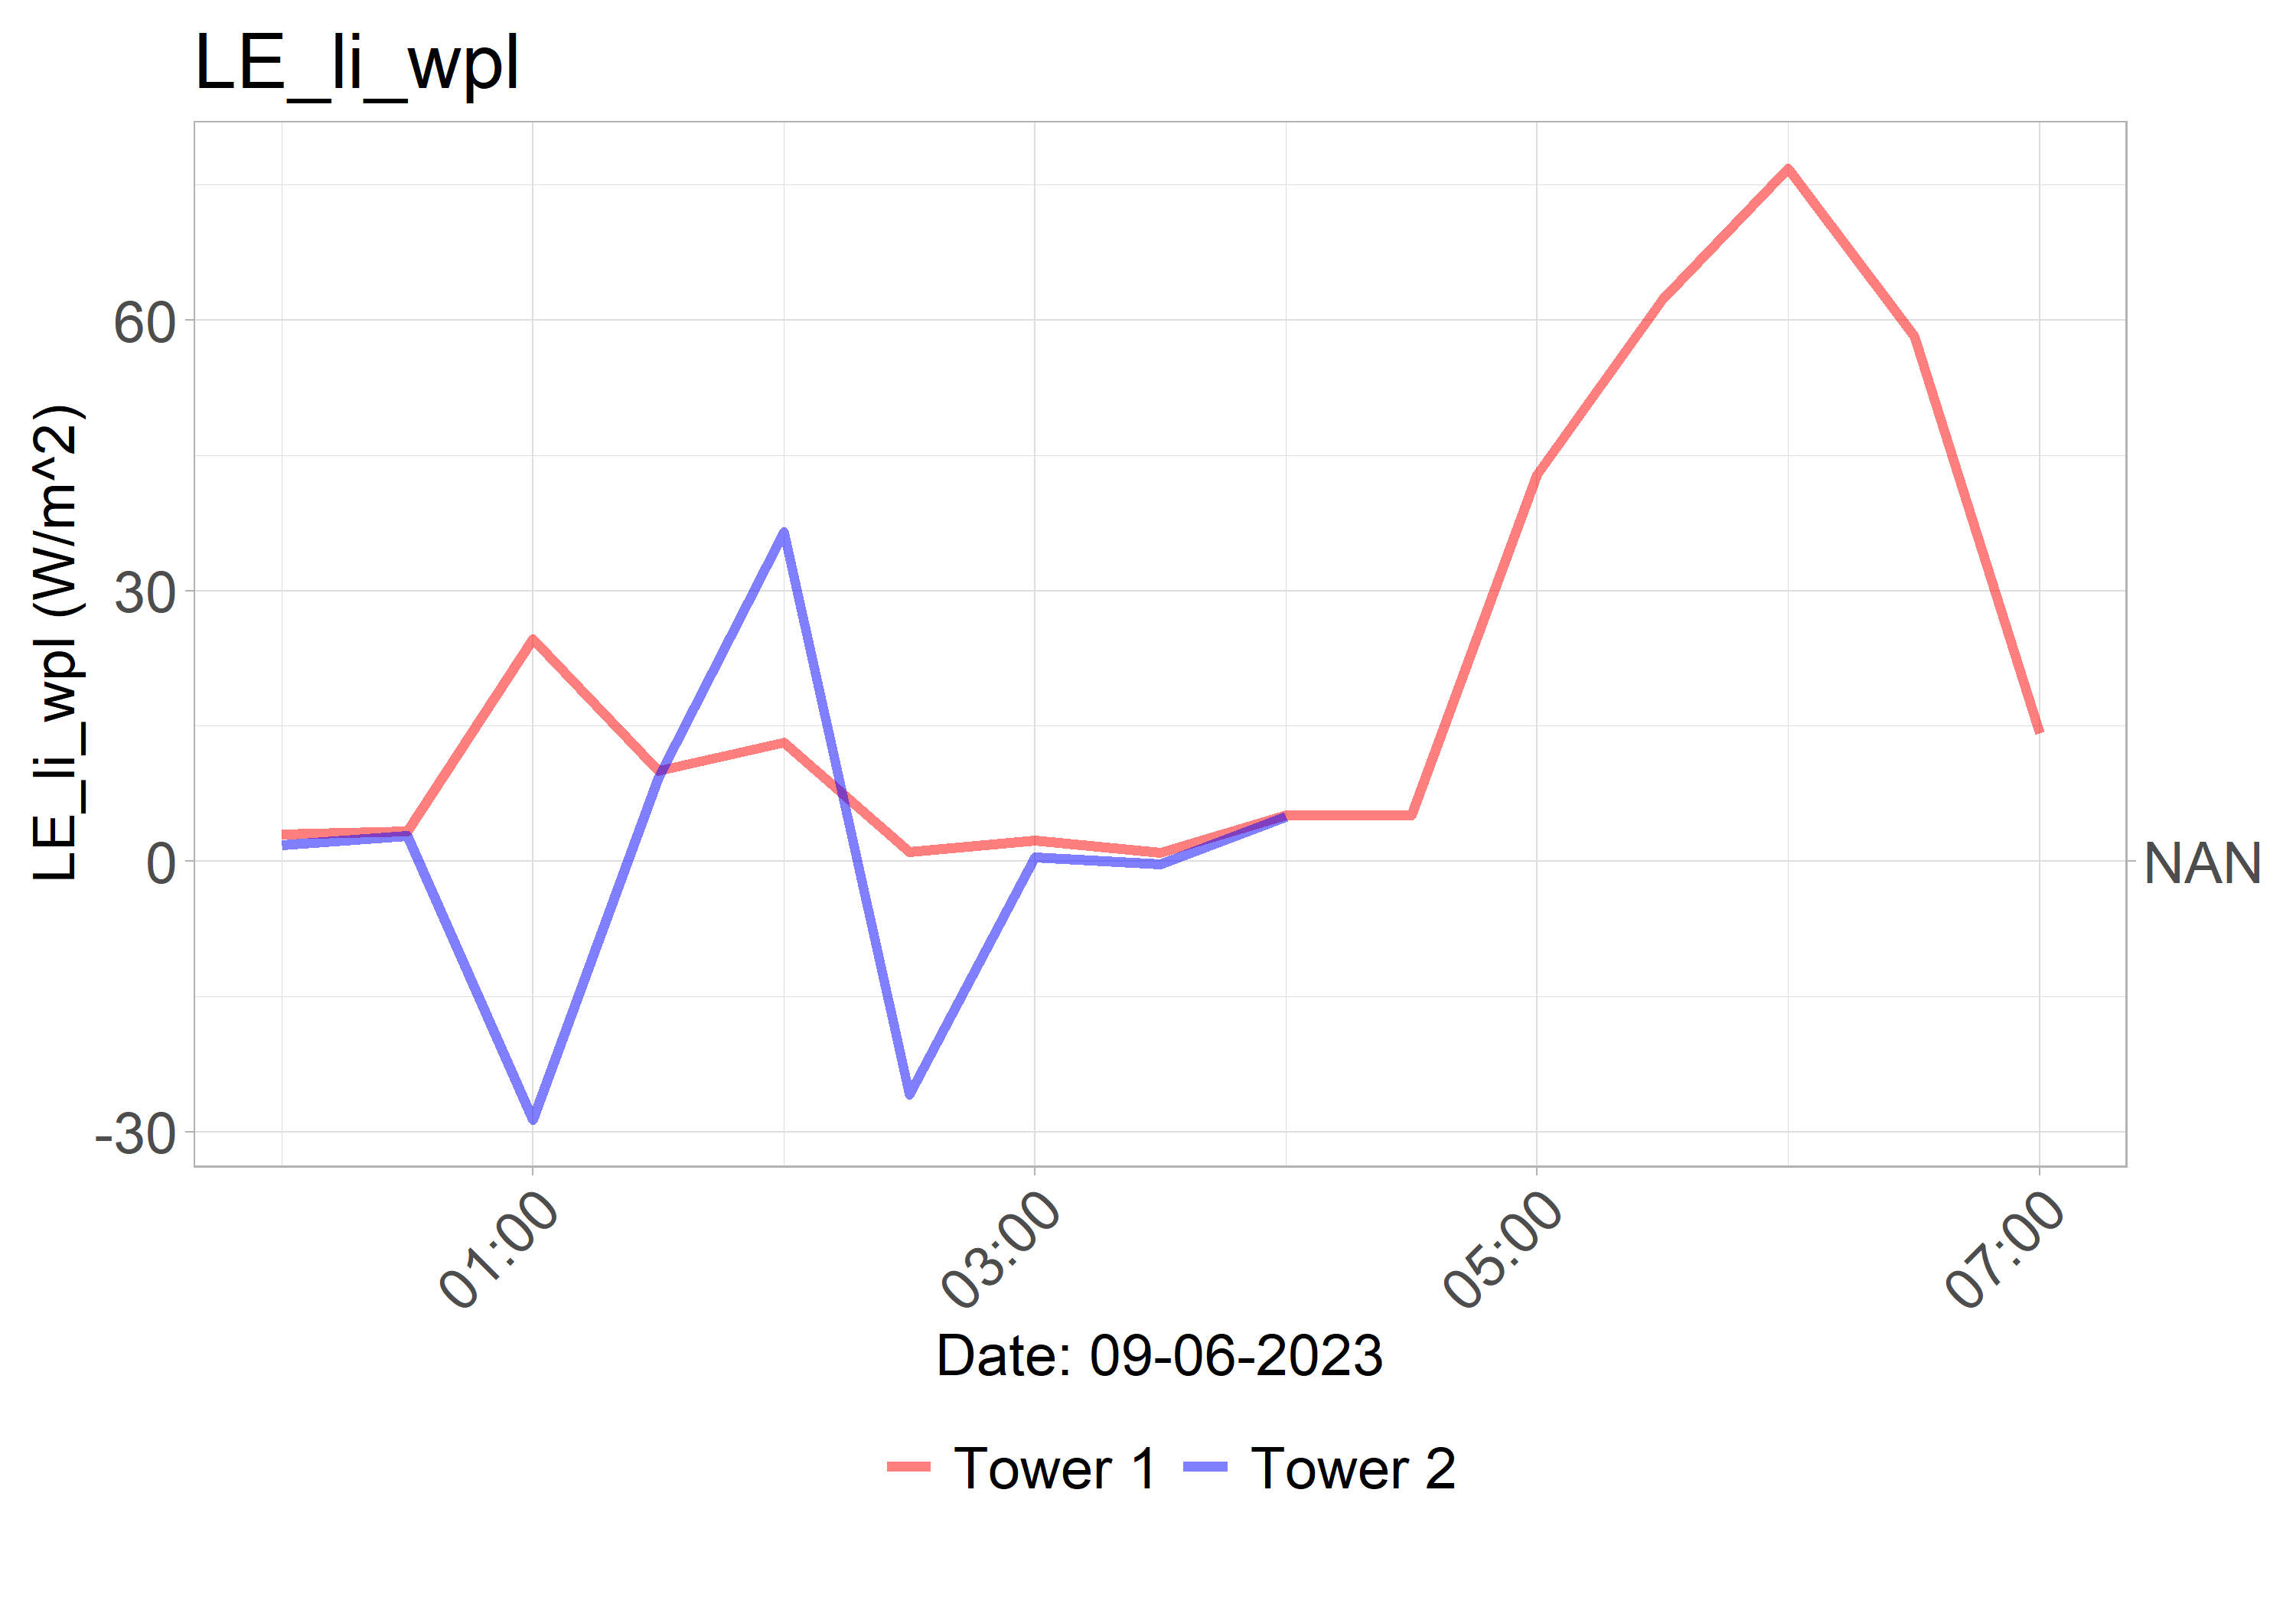 LE_li_wpl
LE_li_wpl (W/m^2)
60
30
0
-30
NAN
01:00
03:00
05:00
07:00
Date: 09-06-2023
Tower 1
Tower 2